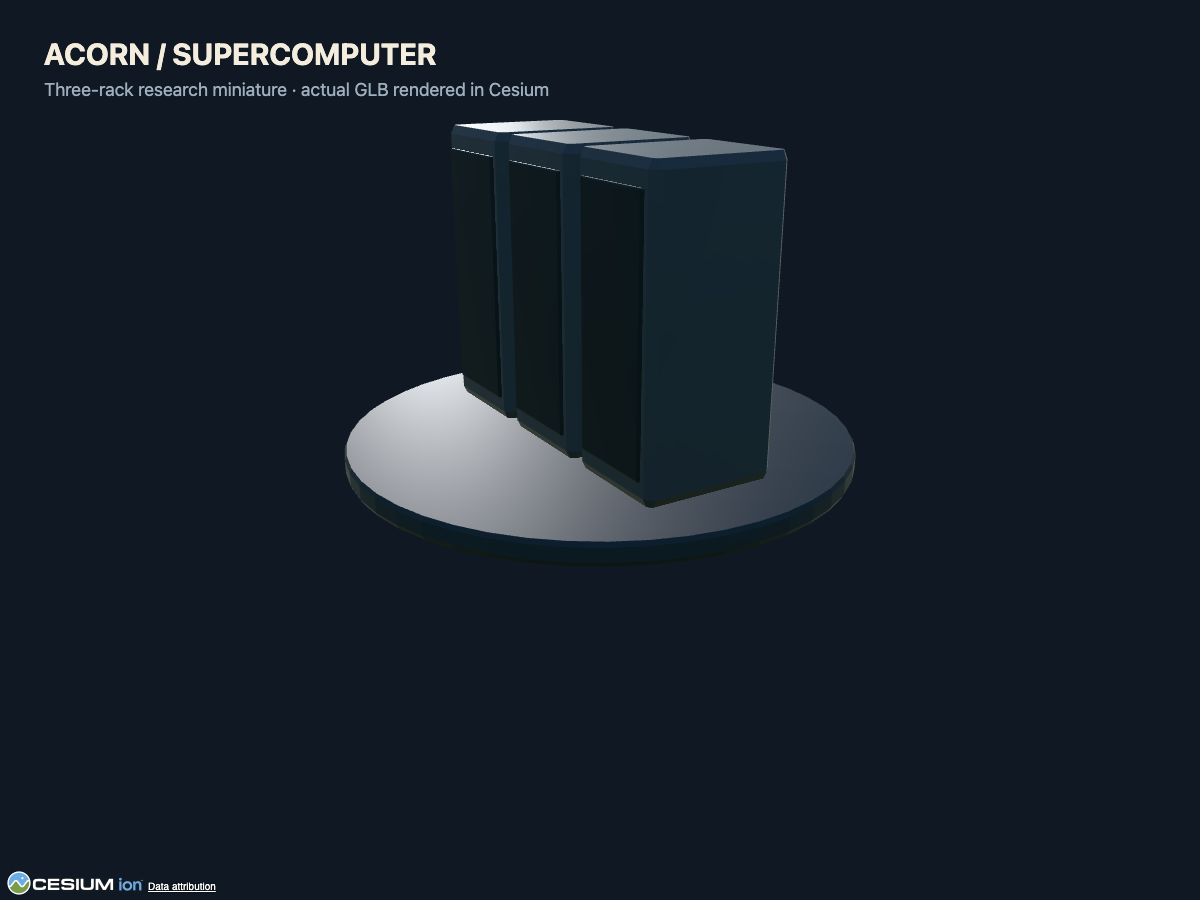 ACORN / SUPERCOMPUTER
Three-rack research miniature · actual GLB rendered in Cesium
CESIUM ion Data attribution